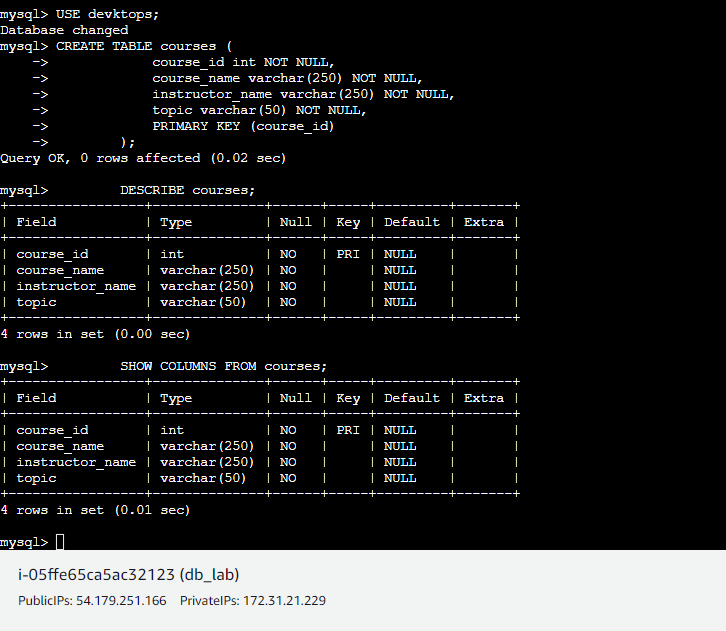 mysql> USE devktops;
Database changed
mysql> CREATE TABLE courses (
    ->             course_id int NOT NULL,
    ->             course_name varchar(250) NOT NULL,
    ->             instructor_name varchar(250) NOT NULL,
    ->             topic varchar(50) NOT NULL,
    ->             PRIMARY KEY (course_id)
    ->         );
Query OK, 0 rows affected (0.02 sec)
mysql>         DESCRIBE courses;
+-----------------+--------------+------+-----+---------+-------+
| Field           | Type         | Null | Key | Default | Extra |
+-----------------+--------------+------+-----+---------+-------+
| course_id       | int          | NO   | PRI | NULL    |       |
| course_name     | varchar(250) | NO   |     | NULL    |       |
| instructor_name | varchar(250) | NO   |     | NULL    |       |
| topic           | varchar(50)  | NO   |     | NULL    |       |
+-----------------+--------------+------+-----+---------+-------+
4 rows in set (0.00 sec)
mysql>         SHOW COLUMNS FROM courses;
+-----------------+--------------+------+-----+---------+-------+
| Field           | Type         | Null | Key | Default | Extra |
+-----------------+--------------+------+-----+---------+-------+
| course_id       | int          | NO   | PRI | NULL    |       |
| course_name     | varchar(250) | NO   |     | NULL    |       |
| instructor_name | varchar(250) | NO   |     | NULL    |       |
| topic           | varchar(50)  | NO   |     | NULL    |       |
+-----------------+--------------+------+-----+---------+-------+
4 rows in set (0.01 sec)
mysql>
i-05ffe65ca5ac32123 (db_lab)
PublicIPs: 54.179.251.166    PrivateIPs: 172.31.21.229